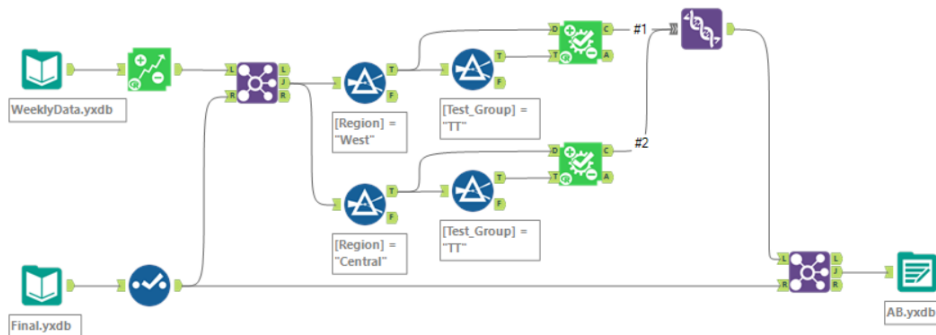 #1
D
C
T
A
WeeklyData.yxdb
L
R
L
J
R
T
F
T
F
[Region] =
"West"
[Test_Group] =
"TT"
#2
D
C
T
A
T
F
T
F
[Region] =
"Central"
[Test_Group] =
"TT"
L
R
L
J
R
Final.yxdb
AB.yxdb